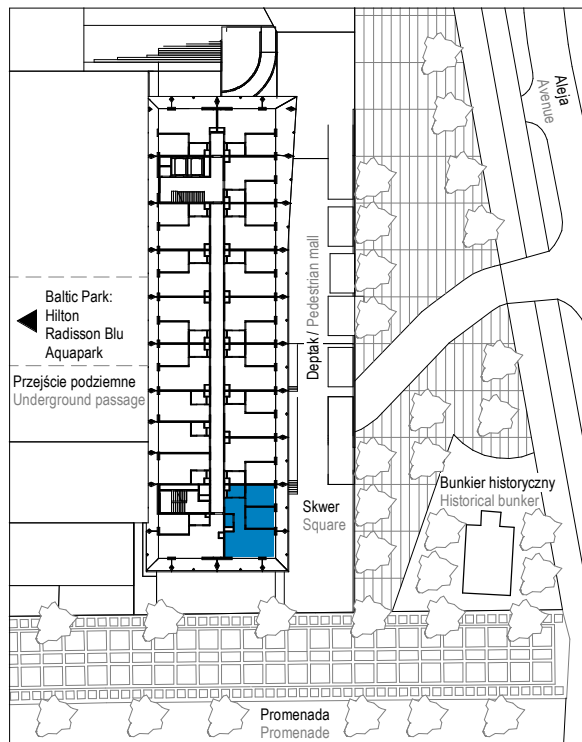 Aleja
Avenue
Baltic Park:
Hilton
Radisson Blu
Aquapark
Przejście podziemne
Underground passage
Deptak / Pedestrian mall
Skwer
Square
Bunkier historyczny
Historical bunker
Promenada
Promenade